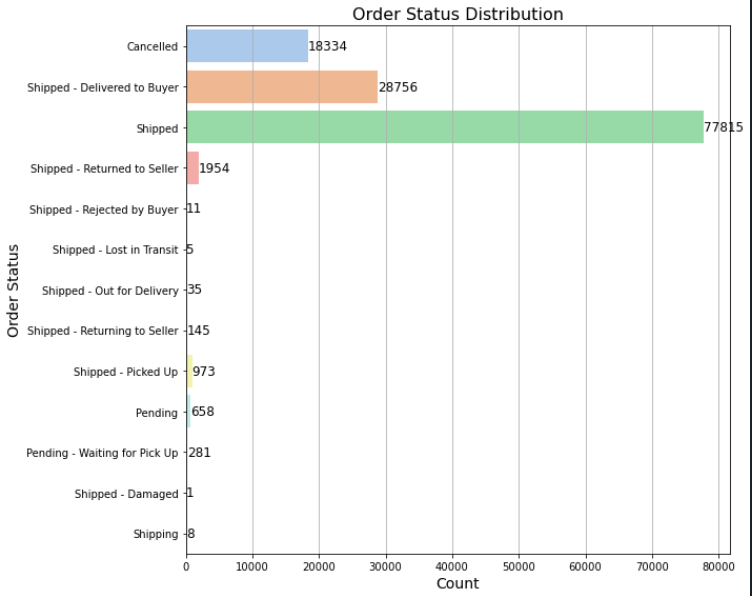 Order Status Distribution
Cancelled 18334
Shipped - Delivered to Buyer 28756
Shipped 77815
Shipped - Returned to Seller 1954
Shipped - Rejected by Buyer 11
Shipped - Lost in Transit 5
Shipped - Out for Delivery 35
Shipped - Returning to Seller 145
Shipped - Picked Up 973
Pending 658
Pending - Waiting for Pick Up 281
Shipped - Damaged 1
Shipping 8
Order Status
0 10000 20000 30000 40000 50000 60000 70000 80000
Count